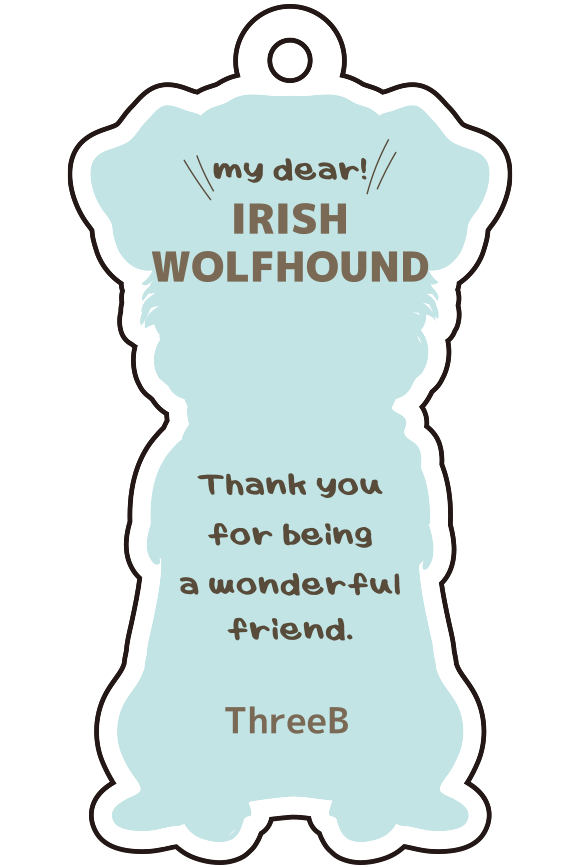 my dear!
IRISH
WOLFHOUND
Thank you
for being
a wonderful
friend.
ThreeB